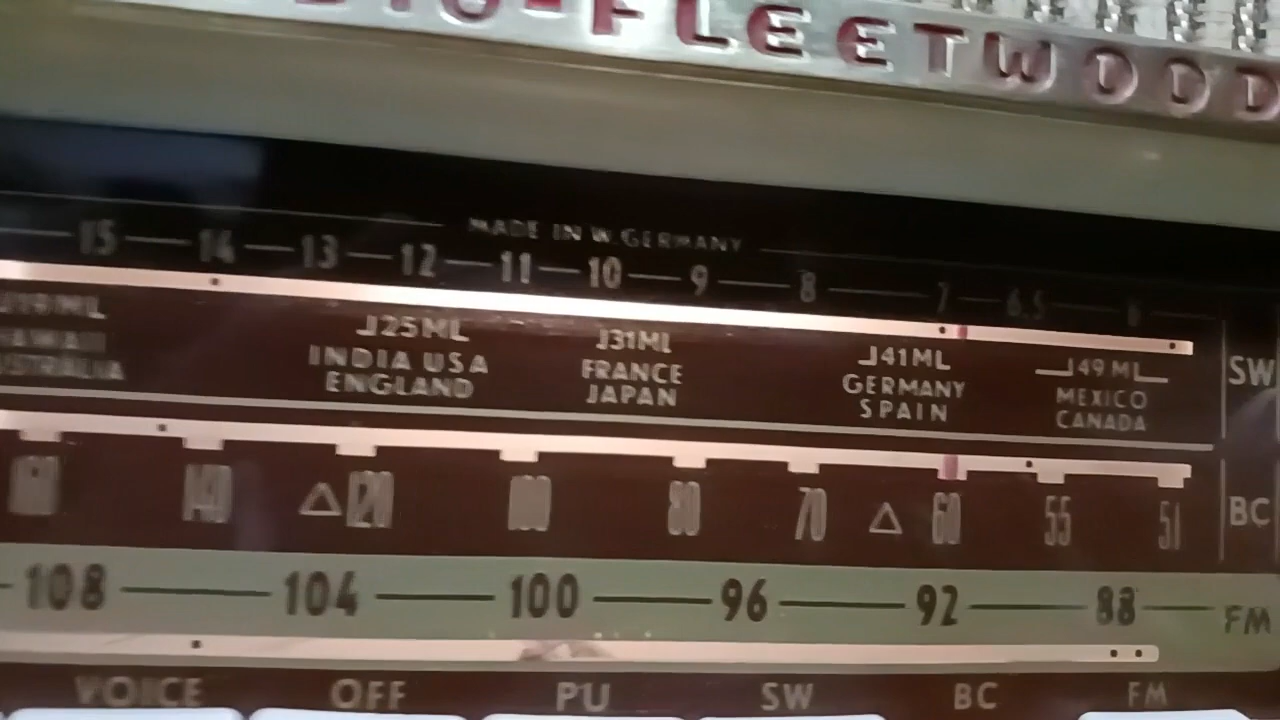 FLEETWOOD
MADE IN W. GERMANY
15 14 13 12 11 10 9 8 7 6.5 6
19ML 25ML 31ML 41ML 49ML SW
INDIA USA FRANCE GERMANY MEXICO
ENGLAND JAPAN SPAIN CANADA
140 △ 120 100 80 70 △ 60 55 51 BC
108 104 100 96 92 88 FM
VOICE OFF PU SW BC FM